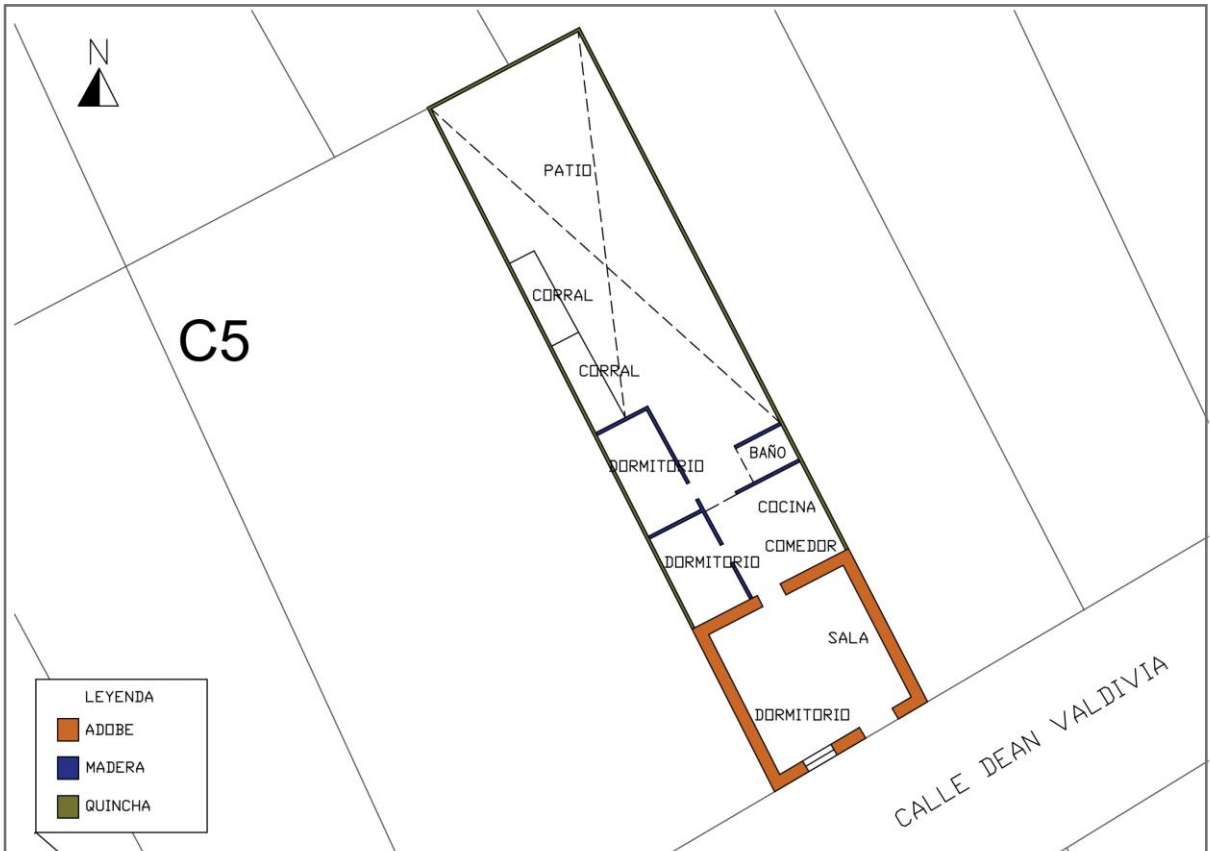 N
PATIO
CORRAL
C5
CORRAL
DORMITORIO
BAÑO
COCINA
COMEDOR
DORMITORIO
SALA
DORMITORIO
CALLE DEAN VALDIVIA
LEYENDA
ADOBE
MADERA
QUINCHA